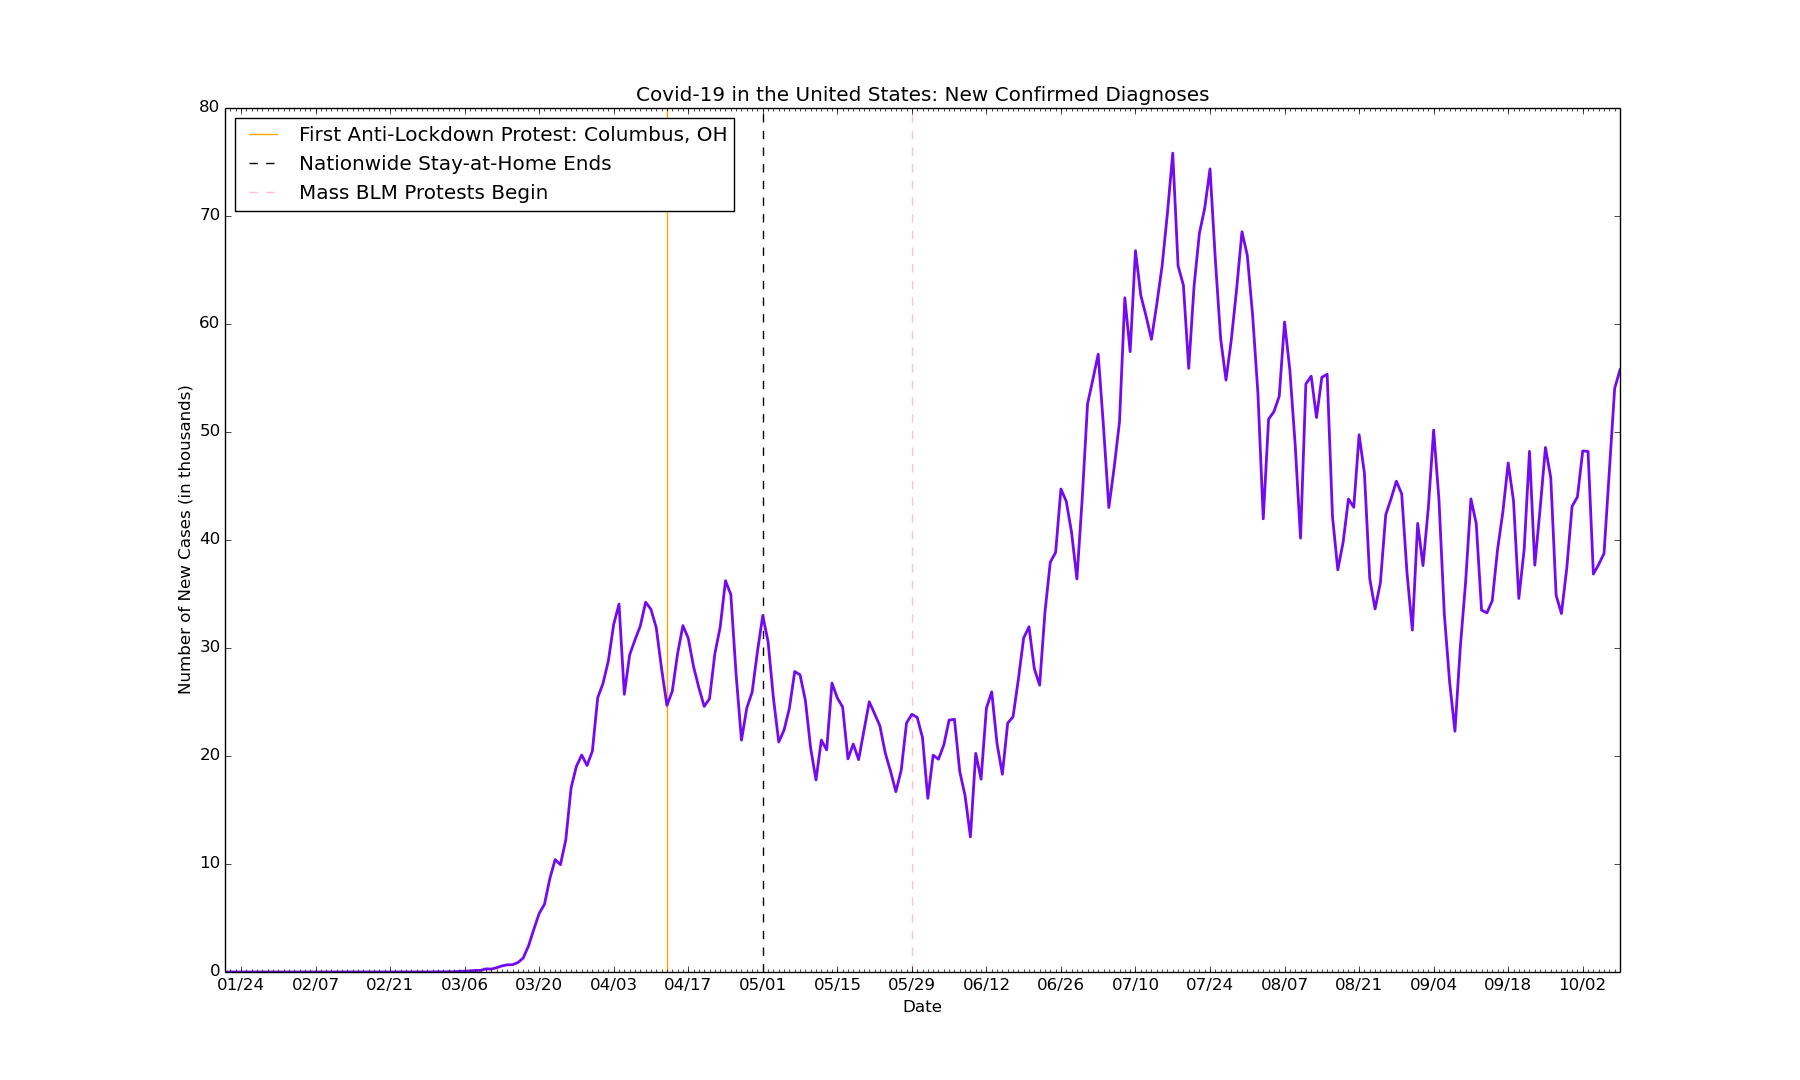 Covid-19 in the United States: New Confirmed Diagnoses
First Anti-Lockdown Protest: Columbus, OH
Nationwide Stay-at-Home Ends
Mass BLM Protests Begin
Number of New Cases (in thousands)
80
70
60
50
40
30
20
10
0
01/24 02/07 02/21 03/06 03/20 04/03 04/17 05/01 05/15 05/29 06/12 06/26 07/10 07/24 08/07 08/21 09/04 09/18 10/02
Date